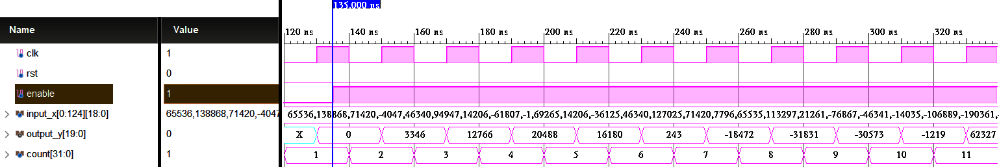 135.000 ns
Name Value 120 ns 140 ns 160 ns 180 ns 200 ns 220 ns 240 ns 260 ns 280 ns 300 ns 320 ns
clk 1
rst 0
enable 1
input_x[0:124][18:0] 65536,138868,71420,-4047 65536,138868,71420,-4047,46340,94947,14206,-61807,-1,69265,14206,-36125,46340,127025,71420,7796,65535,113297,21261,-76867,-46341,-14035,-106889,-190361,-
output_y[19:0] 0 X 0 3346 12766 20488 16180 243 -18472 -31831 -30573 -1219 62327
count[31:0] 1 1 2 3 4 5 6 7 8 9 10 11